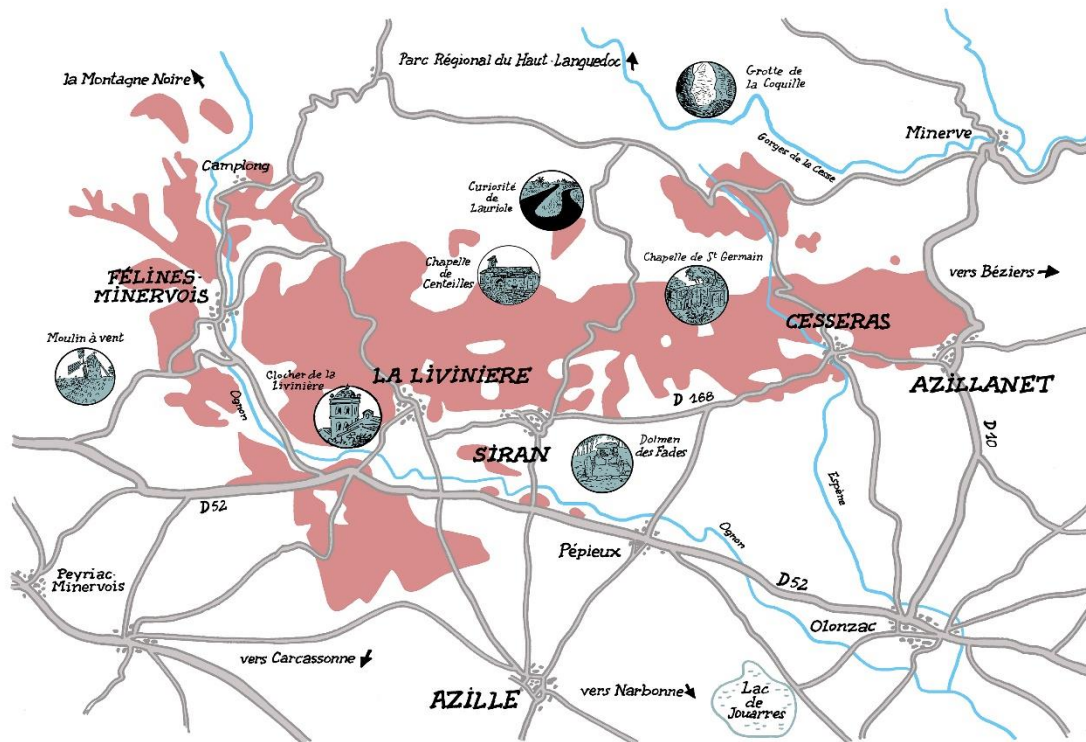 la Montagne Noire
Parc Régional du Haut-Languedoc
Grotte de
la Coquille
Minerve
Gorges de la Cesse
Camplong
Curiosité
de
Lauriole
Chapelle
de
Centeilles
Chapelle de St Germain
vers Béziers
FÉLINES-
MINERVOIS
CESSERAS
Moulin à vent
Clocher de la
Livinière
LA LIVINIERE
AZILLANET
D 168
Ognon
SIRAN
Dolmen
des Fades
D10
D52
Espène
Pépieux
Ognon
D52
Peyriac-
Minervois
Olonzac
vers Carcassonne
AZILLE
vers Narbonne
Lac
de
Jouarres